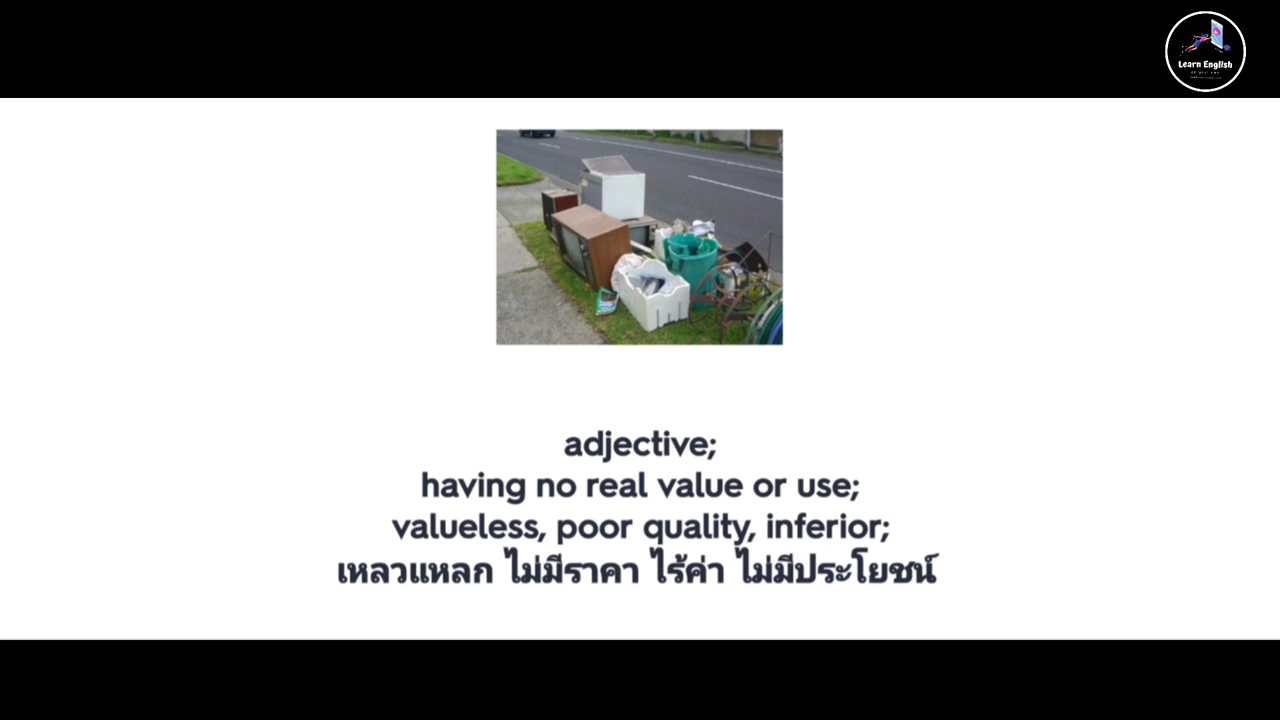 Learn English
adjective;
having no real value or use;
valueless, poor quality, inferior;
เหลวแหลก ไม่มีราคา ไร้ค่า ไม่มีประโยชน์